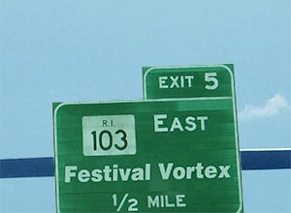 EXIT 5
R.I.
103 EAST
Festival Vortex
1/2 MILE